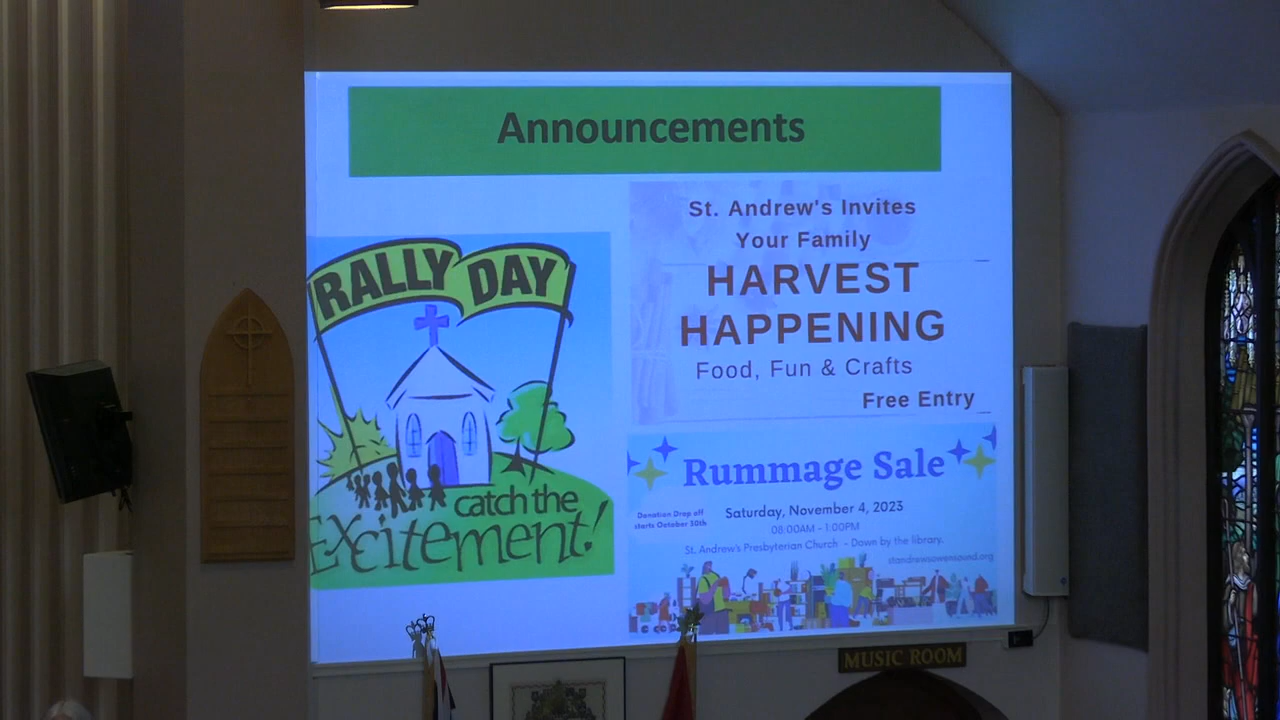 Announcements
RALLY DAY
catch the
Excitement!
St. Andrew's Invites
Your Family
HARVEST
HAPPENING
Food, Fun & Crafts
Free Entry
Rummage Sale
Donation Drop off
starts October 30th
Saturday, November 4, 2023
08:00AM - 1:00PM
St. Andrew's Presbyterian Church - Down by the library.
standrewsowensound.org
MUSIC ROOM